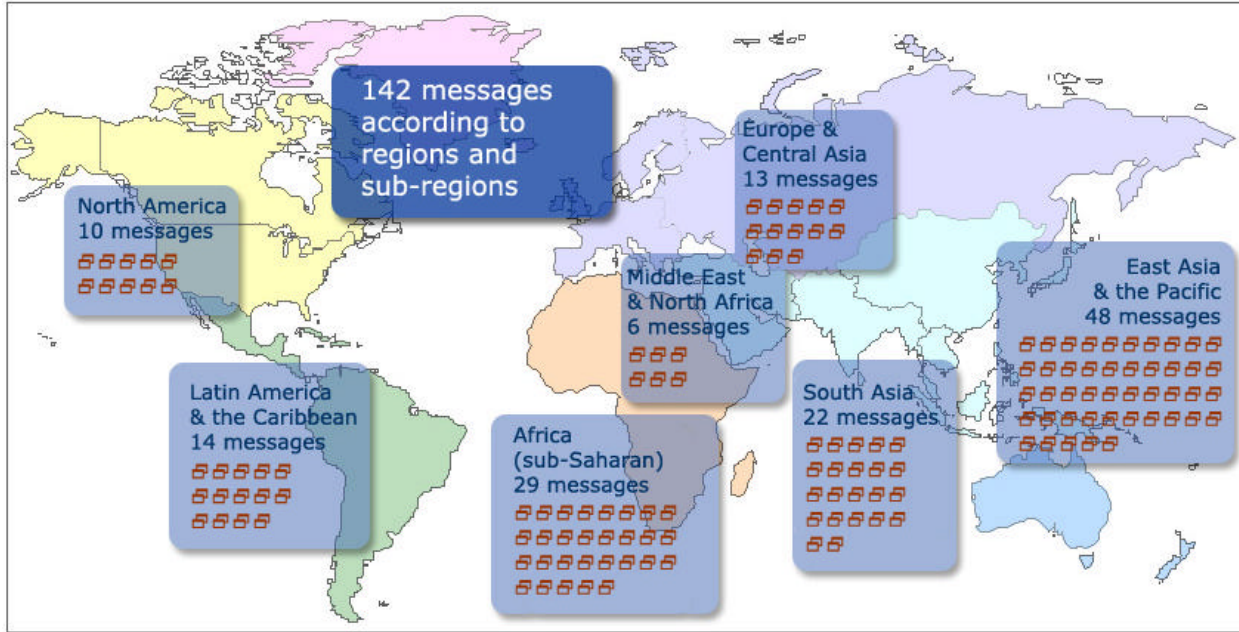 142 messages
according to
regions and
sub-regions
North America
10 messages
Europe &
Central Asia
13 messages
Middle East
& North Africa
6 messages
East Asia
& the Pacific
48 messages
Latin America
& the Caribbean
14 messages
Africa
(sub-Saharan)
29 messages
South Asia
22 messages